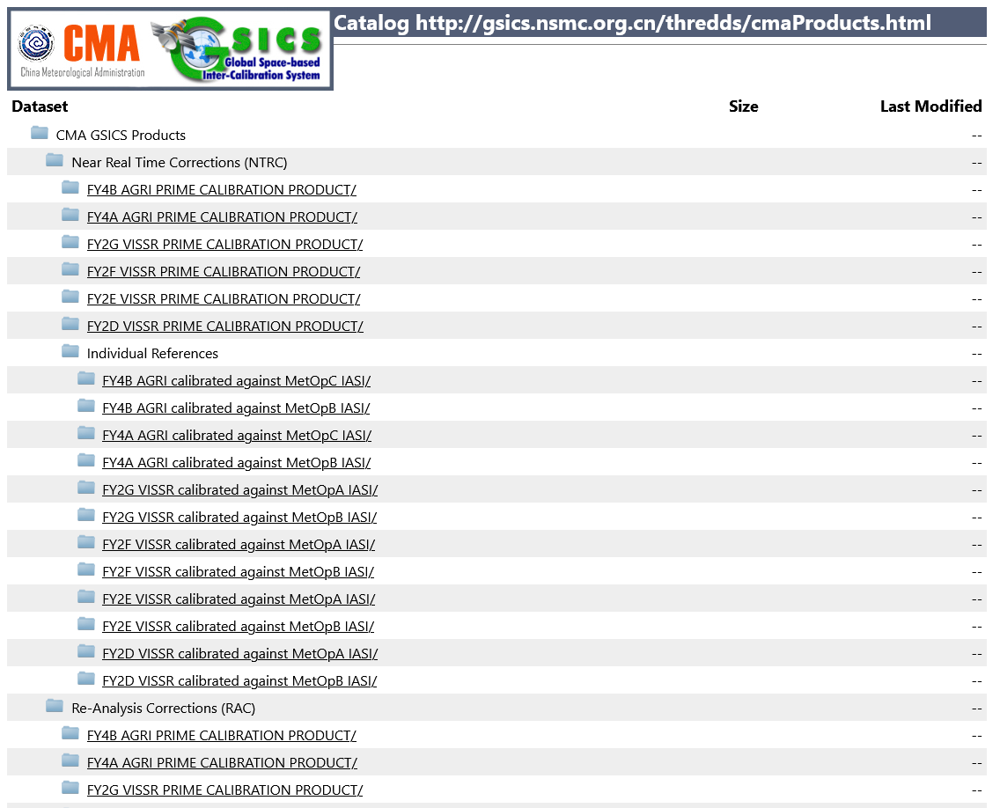 CMA
China Meteorological Administration
GSICS
Global Space-based
Inter-Calibration System
Catalog http://gsics.nsmc.org.cn/thredds/cmaProducts.html
Dataset Size Last Modified
CMA GSICS Products --
Near Real Time Corrections (NTRC) --
FY4B AGRI PRIME CALIBRATION PRODUCT/ --
FY4A AGRI PRIME CALIBRATION PRODUCT/ --
FY2G VISSR PRIME CALIBRATION PRODUCT/ --
FY2F VISSR PRIME CALIBRATION PRODUCT/ --
FY2E VISSR PRIME CALIBRATION PRODUCT/ --
FY2D VISSR PRIME CALIBRATION PRODUCT/ --
Individual References --
FY4B AGRI calibrated against MetOpC IASI/ --
FY4B AGRI calibrated against MetOpB IASI/ --
FY4A AGRI calibrated against MetOpC IASI/ --
FY4A AGRI calibrated against MetOpB IASI/ --
FY2G VISSR calibrated against MetOpA IASI/ --
FY2G VISSR calibrated against MetOpB IASI/ --
FY2F VISSR calibrated against MetOpA IASI/ --
FY2F VISSR calibrated against MetOpB IASI/ --
FY2E VISSR calibrated against MetOpA IASI/ --
FY2E VISSR calibrated against MetOpB IASI/ --
FY2D VISSR calibrated against MetOpA IASI/ --
FY2D VISSR calibrated against MetOpB IASI/ --
Re-Analysis Corrections (RAC) --
FY4B AGRI PRIME CALIBRATION PRODUCT/ --
FY4A AGRI PRIME CALIBRATION PRODUCT/ --
FY2G VISSR PRIME CALIBRATION PRODUCT/ --